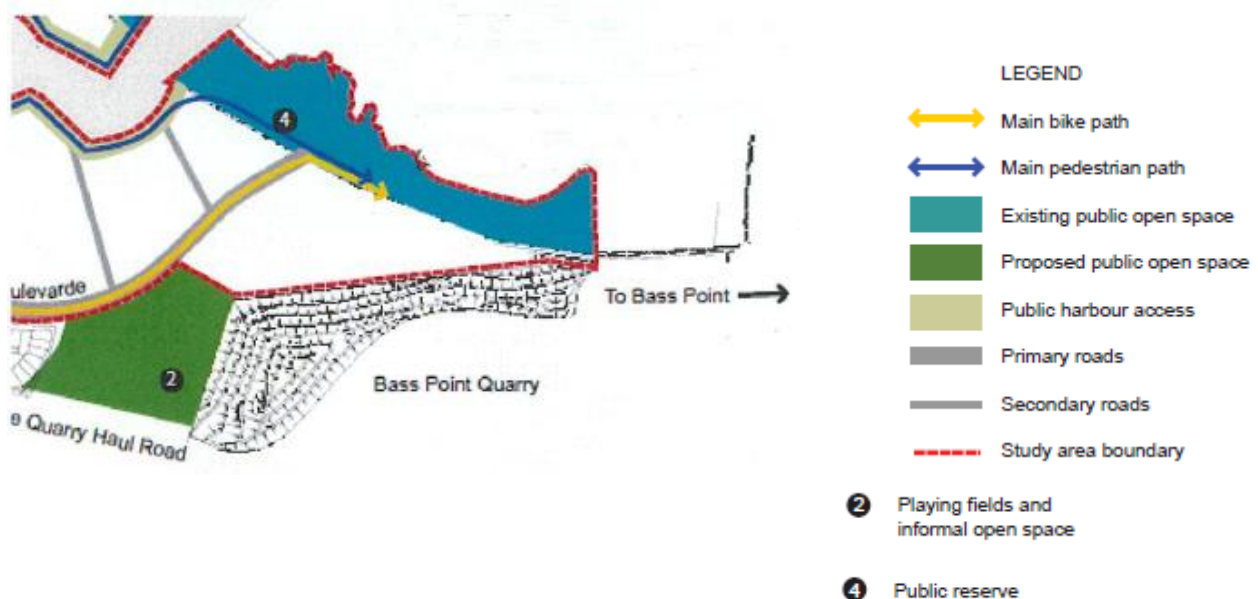 4
ulevarde
To Bass Point
2
Bass Point Quarry
e Quarry Haul Road
LEGEND
Main bike path
Main pedestrian path
Existing public open space
Proposed public open space
Public harbour access
Primary roads
Secondary roads
Study area boundary
2 Playing fields and
informal open space
4 Public reserve